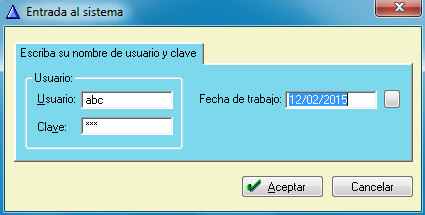 Entrada al sistema
Escriba su nombre de usuario y clave
Usuario:
Usuario: abc
Fecha de trabajo: 12/02/2015
Clave: ***
Aceptar
Cancelar